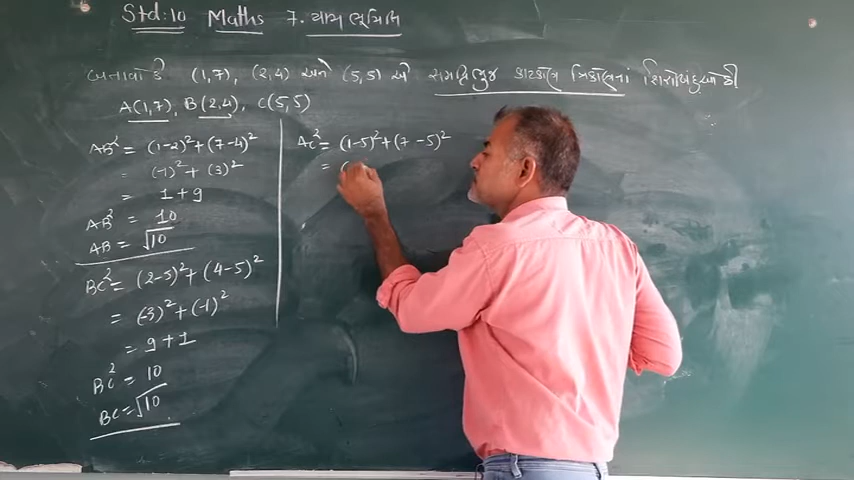 Std:10 Maths 7. યામ ભૂમિતિ
બતાવો કે (1,7), (2,4) અને (5,5) એ સમદ્વિભુજ કાટકોણ ત્રિકોણનાં શિરોબિંદુઓ છે
A(1,7), B(2,4), C(5,5)
AB² = (1-2)²+(7-4)²
= (-1)² + (3)²
= 1+9
AB² = 10
AB = √10
BC² = (2-5)²+(4-5)²
= (-3)²+(-1)²
= 9+1
BC² = 10
BC=√10
AC² = (1-5)²+(7-5)²
= (